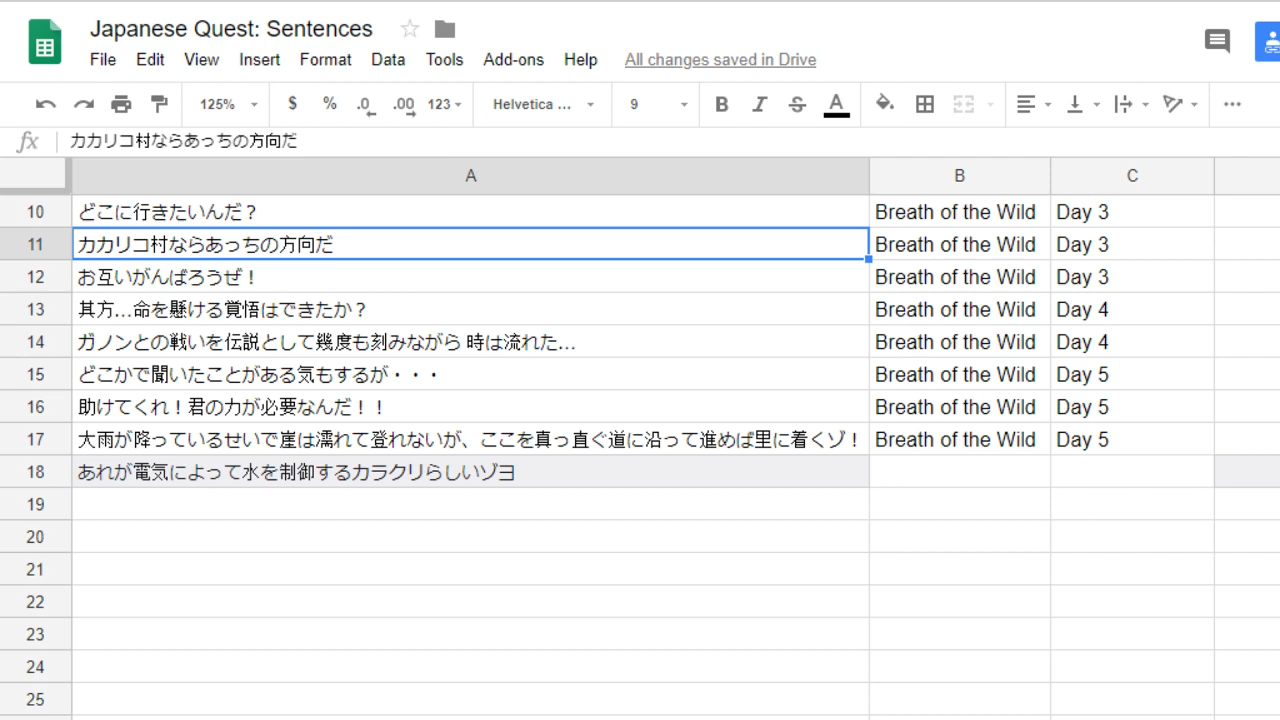 Japanese Quest: Sentences
File Edit View Insert Format Data Tools Add-ons Help All changes saved in Drive
125% $ % .0 .00 123 Helvetica ... 9 B I S A
fx カカリコ村ならあっちの方向だ
A B C
10 どこに行きたいんだ？ Breath of the Wild Day 3
11 カカリコ村ならあっちの方向だ Breath of the Wild Day 3
12 お互いがんばろうぜ！ Breath of the Wild Day 3
13 其方…命を懸ける覚悟はできたか？ Breath of the Wild Day 4
14 ガノンとの戦いを伝説として幾度も刻みながら 時は流れた… Breath of the Wild Day 4
15 どこかで聞いたことがある気もするが・・・ Breath of the Wild Day 5
16 助けてくれ！君の力が必要なんだ！！ Breath of the Wild Day 5
17 大雨が降っているせいで崖は濡れて登れないが、ここを真っ直ぐ道に沿って進めば里に着くゾ！ Breath of the Wild Day 5
18 あれが電気によって水を制御するカラクリらしいゾヨ
19
20
21
22
23
24
25